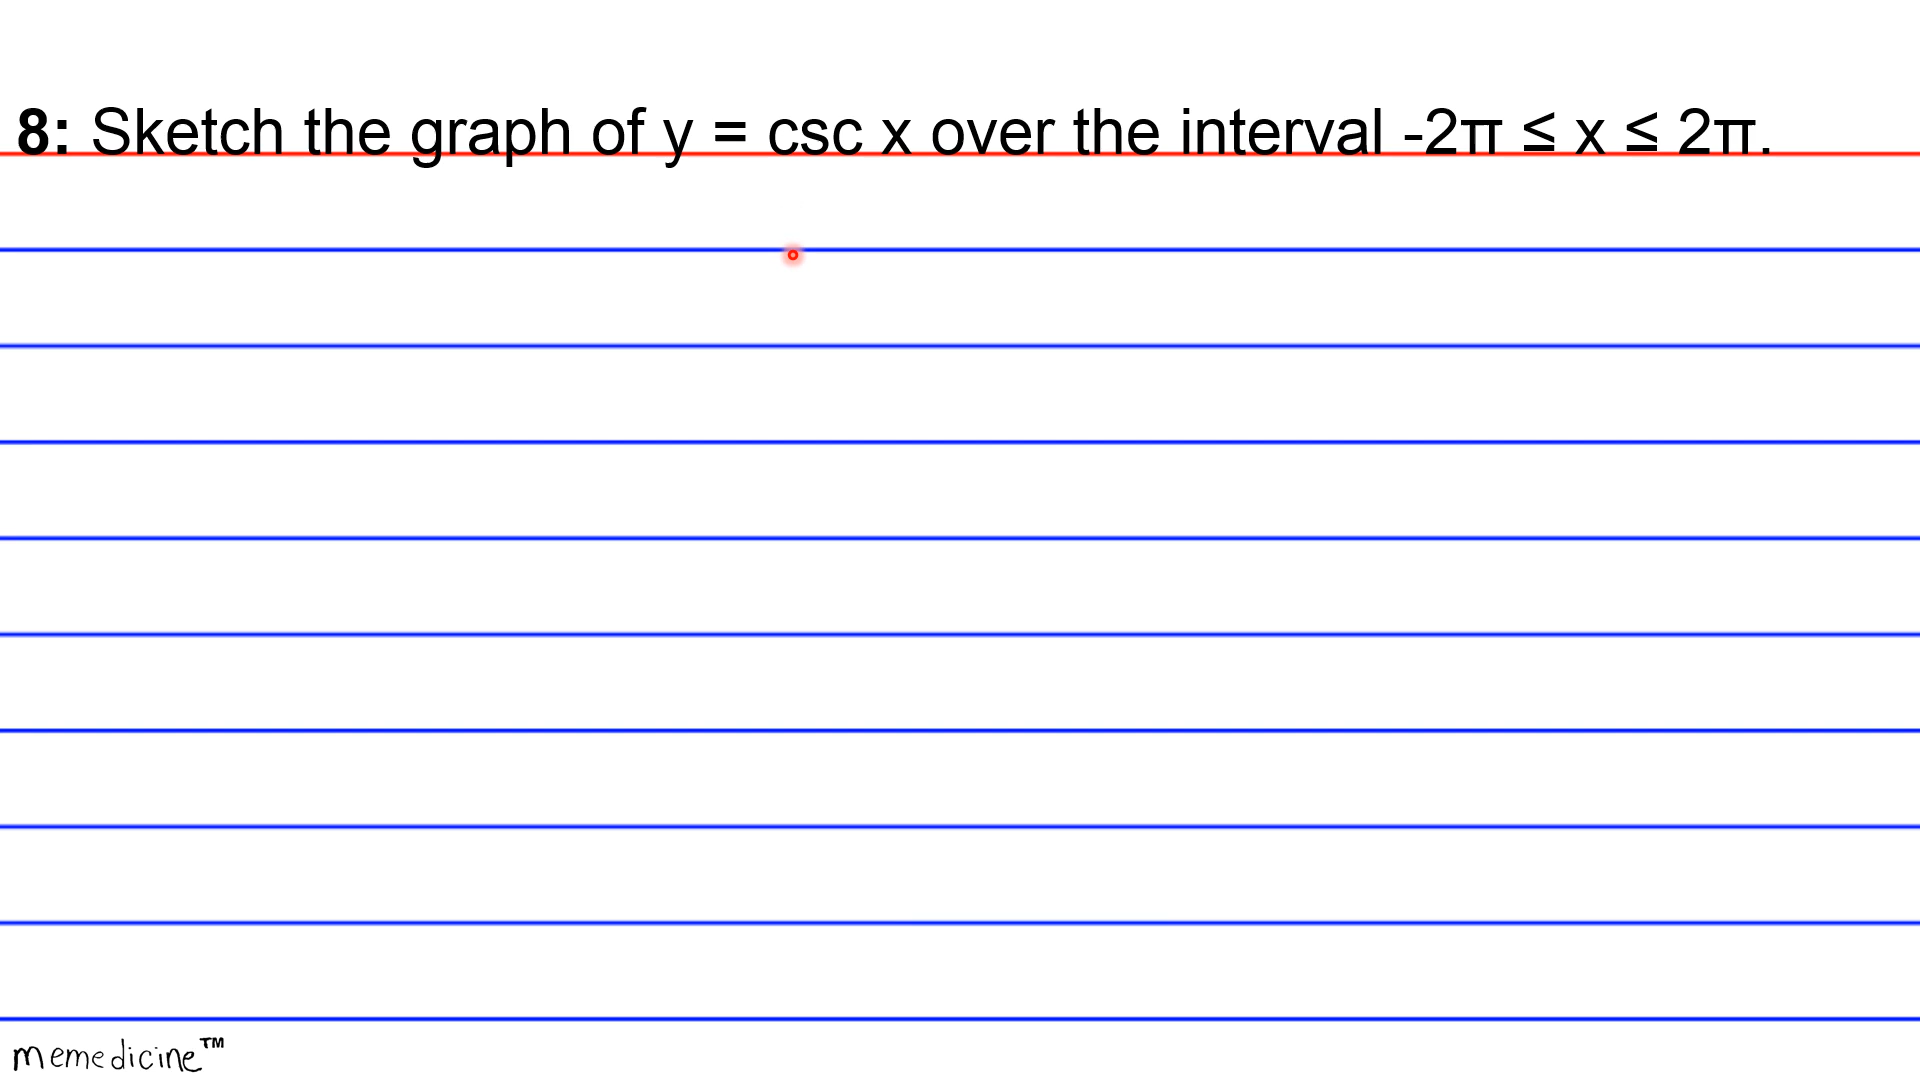 8: Sketch the graph of y = csc x over the interval -2π ≤ x ≤ 2π.
memedicine™